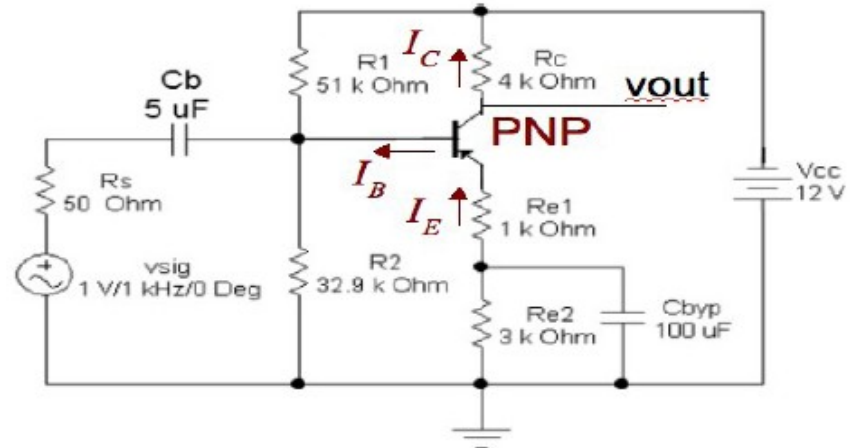 Cb
5 uF
Rs
50 Ohm
vsig
1 V/1 kHz/0 Deg
R1
51 k Ohm
I_C
Rc
4 k Ohm
vout
PNP
I_B
I_E
Re1
1 k Ohm
R2
32.9 k Ohm
Re2
3 k Ohm
Cbyp
100 uF
Vcc
12 V